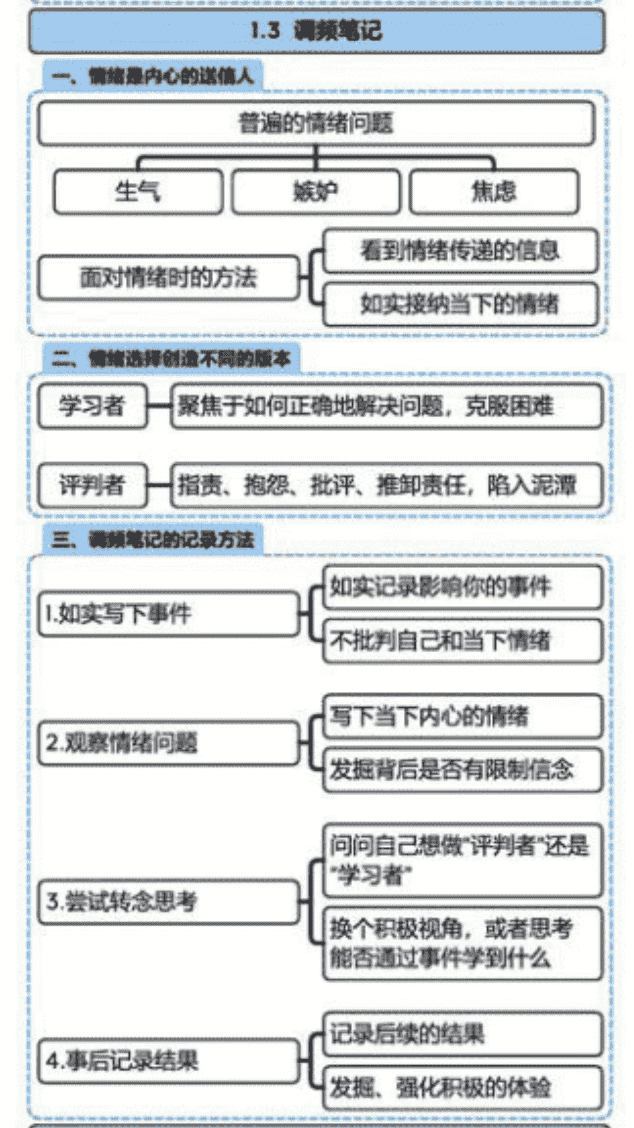 1.3 调频笔记
一、情绪是内心的送信人
普遍的情绪问题
生气
嫉妒
焦虑
面对情绪时的方法
看到情绪传递的信息
如实接纳当下的情绪
二、情绪选择创造不同的版本
学习者
聚焦于如何正确地解决问题，克服困难
评判者
指责、抱怨、批评、推卸责任，陷入泥潭
三、调频笔记的记录方法
1.如实写下事件
如实记录影响你的事件
不批判自己和当下情绪
2.观察情绪问题
写下当下内心的情绪
发掘背后是否有限制信念
3.尝试转念思考
问问自己想做“评判者”还是
“学习者”
换个积极视角，或者思考
能否通过事件学到什么
4.事后记录结果
记录后续的结果
发掘、强化积极的体验